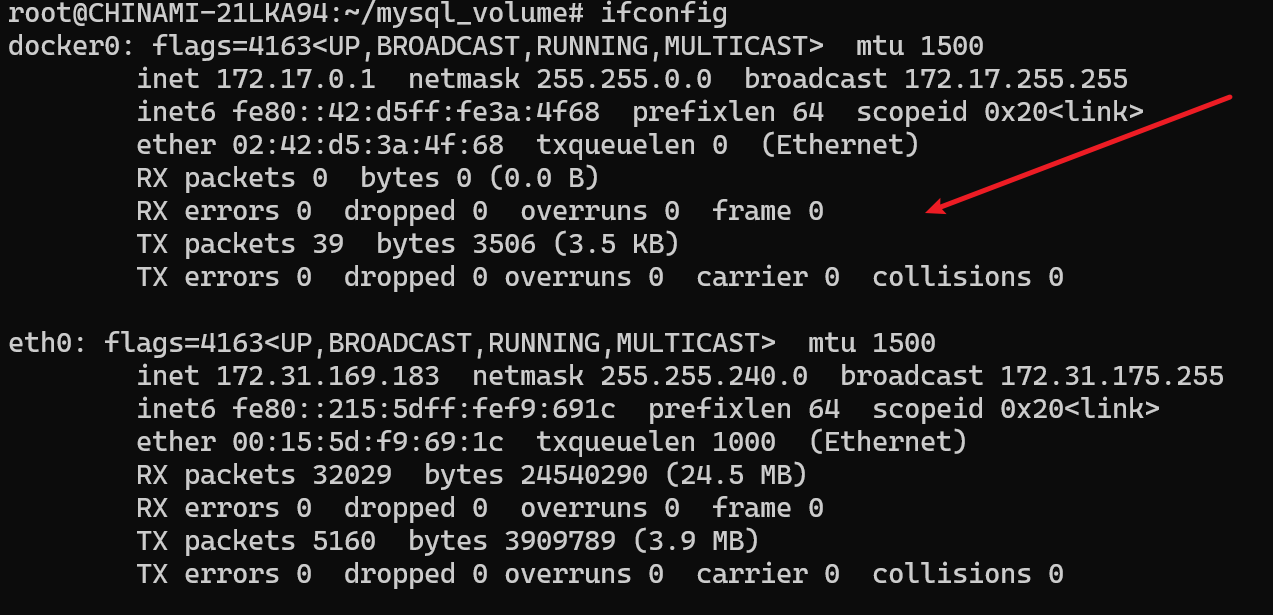 root@CHINAMI-21LKA94:~/mysql_volume# ifconfig
docker0: flags=4163<UP,BROADCAST,RUNNING,MULTICAST>  mtu 1500
        inet 172.17.0.1  netmask 255.255.0.0  broadcast 172.17.255.255
        inet6 fe80::42:d5ff:fe3a:4f68  prefixlen 64  scopeid 0x20<link>
        ether 02:42:d5:3a:4f:68  txqueuelen 0  (Ethernet)
        RX packets 0  bytes 0 (0.0 B)
        RX errors 0  dropped 0  overruns 0  frame 0
        TX packets 39  bytes 3506 (3.5 KB)
        TX errors 0  dropped 0 overruns 0  carrier 0  collisions 0

eth0: flags=4163<UP,BROADCAST,RUNNING,MULTICAST>  mtu 1500
        inet 172.31.169.183  netmask 255.255.240.0  broadcast 172.31.175.255
        inet6 fe80::215:5dff:fef9:691c  prefixlen 64  scopeid 0x20<link>
        ether 00:15:5d:f9:69:1c  txqueuelen 1000  (Ethernet)
        RX packets 32029  bytes 24540290 (24.5 MB)
        RX errors 0  dropped 0  overruns 0  frame 0
        TX packets 5160  bytes 3909789 (3.9 MB)
        TX errors 0  dropped 0 overruns 0  carrier 0  collisions 0